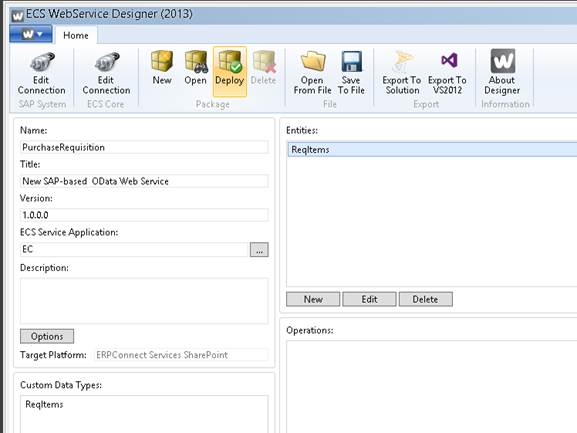 ECS WebService Designer (2013)
Home
Edit Connection
Edit Connection
New
Open
Deploy
Delete
Open From File
Save To File
Export To Solution
Export To VS2012
About Designer
SAP System
ECS Core
Package
File
Export
Information
Name:
PurchaseRequisition
Title:
New SAP-based OData Web Service
Version:
1.0.0.0
ECS Service Application:
EC
...
Description:
Options
Target Platform: ERPConnect Services SharePoint
Custom Data Types:
ReqItems
Entities:
ReqItems
New
Edit
Delete
Operations: